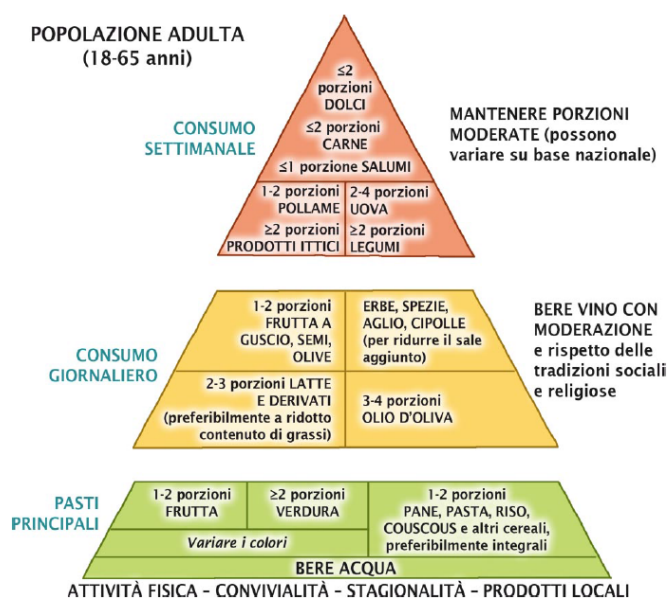 POPOLAZIONE ADULTA
(18-65 anni)
CONSUMO
SETTIMANALE
≤2
porzioni
DOLCI
≤2 porzioni
CARNE
≤1 porzione SALUMI
1-2 porzioni
POLLAME
2-4 porzioni
UOVA
≥2 porzioni
PRODOTTI ITTICI
≥2 porzioni
LEGUMI
MANTENERE PORZIONI
MODERATE (possono
variare su base nazionale)
CONSUMO
GIORNALIERO
1-2 porzioni
FRUTTA A
GUSCIO, SEMI,
OLIVE
ERBE, SPEZIE,
AGLIO, CIPOLLE
(per ridurre il sale
aggiunto)
2-3 porzioni LATTE
E DERIVATI
(preferibilmente a ridotto
contenuto di grassi)
3-4 porzioni
OLIO D'OLIVA
BERE VINO CON
MODERAZIONE
e rispetto delle
tradizioni sociali
e religiose
PASTI
PRINCIPALI
1-2 porzioni
FRUTTA
≥2 porzioni
VERDURA
Variare i colori
1-2 porzioni
PANE, PASTA, RISO,
COUSCOUS e altri cereali,
preferibilmente integrali
BERE ACQUA
ATTIVITÀ FISICA – CONVIVIALITÀ – STAGIONALITÀ – PRODOTTI LOCALI